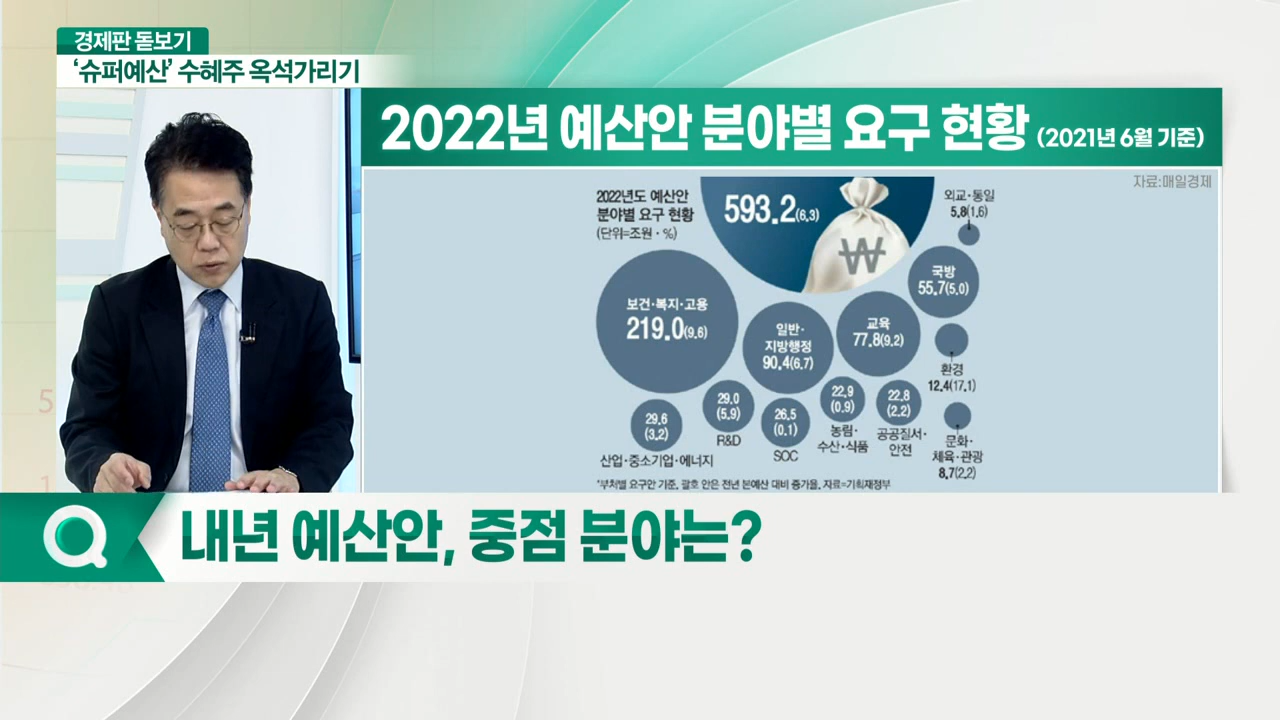 경제판 돋보기
‘슈퍼예산’ 수혜주 옥석가리기
2022년 예산안 분야별 요구 현황 (2021년 6월 기준)
자료:매일경제
2022년도 예산안
분야별 요구 현황
(단위=조원·%)
593.2(6.3)
외교·통일
5.8(1.6)
국방
55.7(5.0)
보건·복지·고용
219.0(9.6)
일반·
지방행정
90.4(6.7)
교육
77.8(9.2)
환경
12.4(17.1)
29.6
(3.2)
산업·중소기업·에너지
29.0
(5.9)
R&D
26.5
(0.1)
SOC
22.9
(0.9)
농림·
수산·식품
22.8
(2.2)
공공질서·
안전
문화·
체육·관광
8.7(2.2)
*부처별 요구안 기준, 괄호 안은 전년 본예산 대비 증가율, 자료=기획재정부
내년 예산안, 중점 분야는?